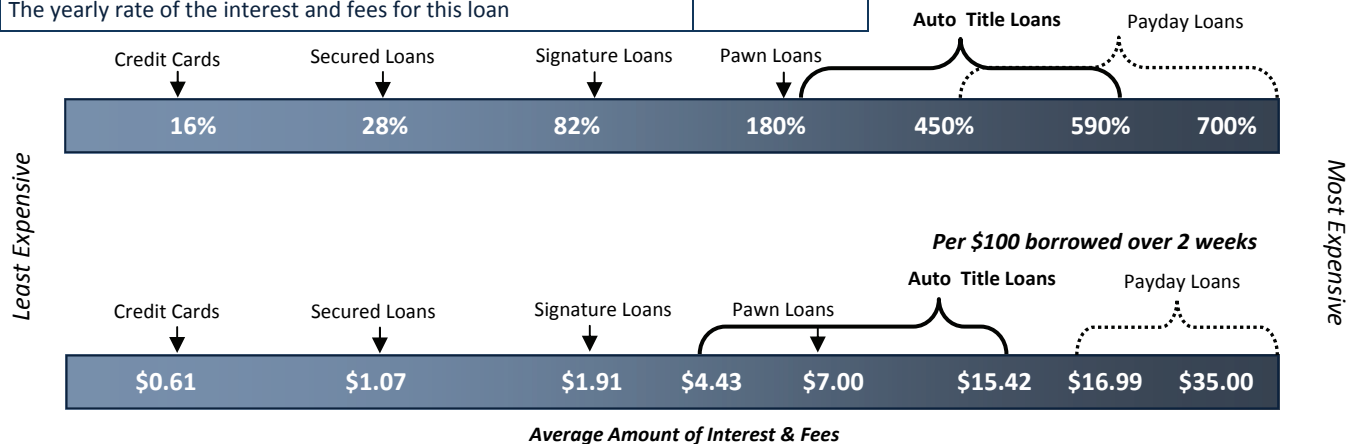 The yearly rate of the interest and fees for this loan
Auto Title Loans
Payday Loans
Credit Cards
Secured Loans
Signature Loans
Pawn Loans
16% 28% 82% 180% 450% 590% 700%
Least Expensive
Most Expensive
Per $100 borrowed over 2 weeks
Auto Title Loans
Payday Loans
Credit Cards
Secured Loans
Signature Loans
Pawn Loans
$0.61 $1.07 $1.91 $4.43 $7.00 $15.42 $16.99 $35.00
Average Amount of Interest & Fees